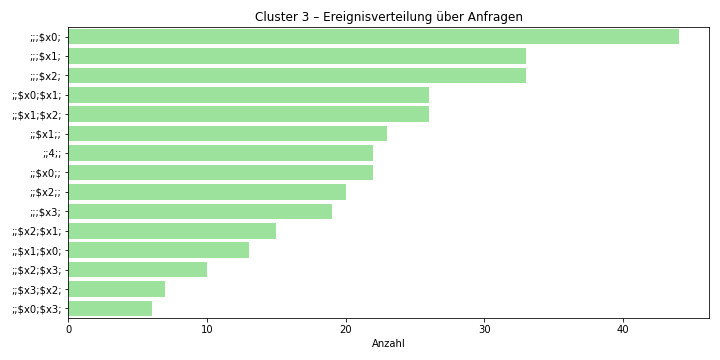 Cluster 3 – Ereignisverteilung über Anfragen
;;;$x0;
;;;$x1;
;;;$x2;
;;$x0;$x1;
;;$x1;$x2;
;;$x1;;
;;4;;
;;$x0;;
;;$x2;;
;;;$x3;
;;$x2;$x1;
;;$x1;$x0;
;;$x2;$x3;
;;$x3;$x2;
;;$x0;$x3;
0 10 20 30 40
Anzahl